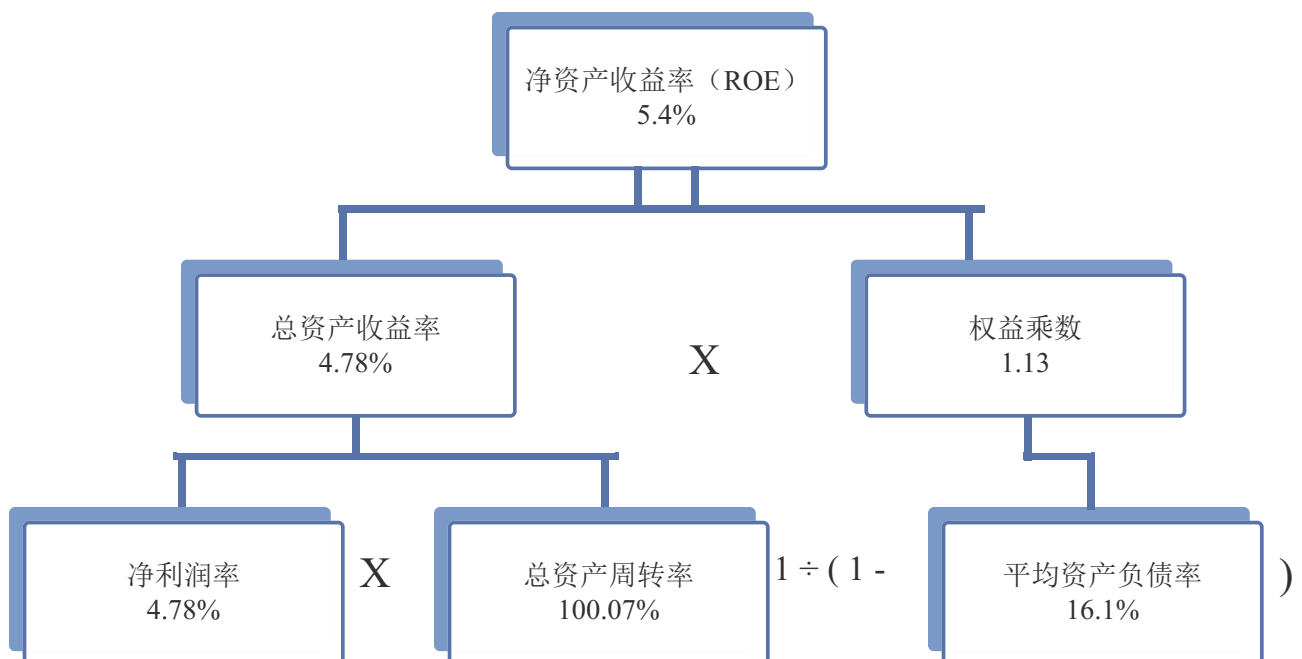 净资产收益率（ROE）
5.4%
总资产收益率
4.78%
X
权益乘数
1.13
净利润率
4.78%
X
总资产周转率
100.07%
1 ÷ ( 1 -
平均资产负债率
16.1%
)